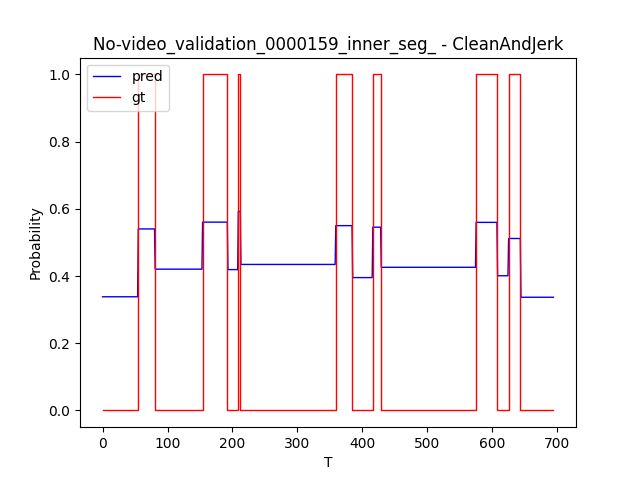 No-video_validation_0000159_inner_seg_ - CleanAndJerk
pred
gt
1.0
0.8
0.6
0.4
0.2
0.0
Probability
0 100 200 300 400 500 600 700
T